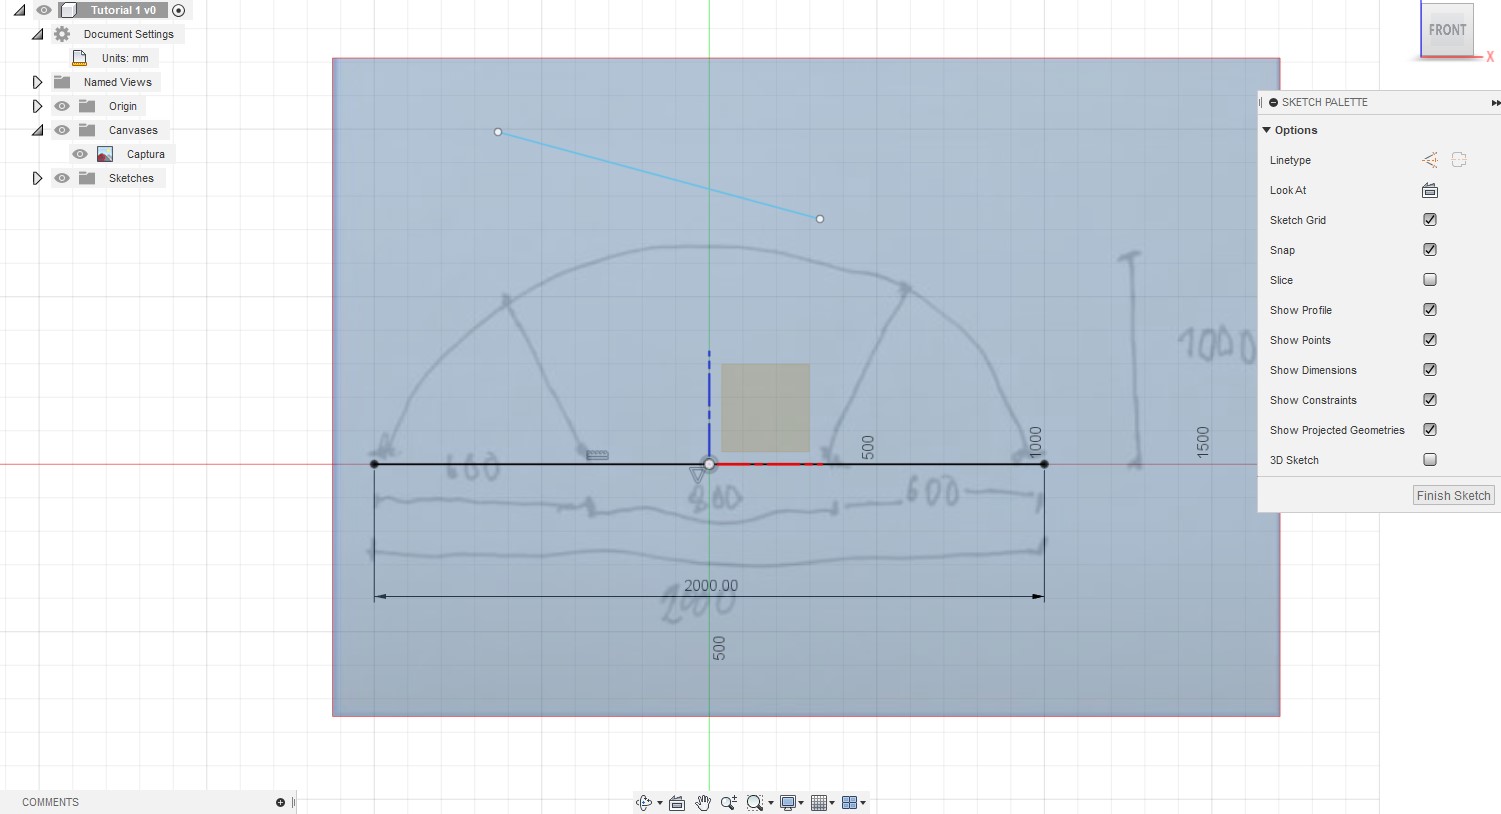 Tutorial 1 v0
FRONT
X
Document Settings
Units: mm
Named Views
Origin
Canvases
Captura
Sketches
SKETCH PALETTE
Options
Linetype
Look At
Sketch Grid
Snap
Slice
Show Profile
Show Points
Show Dimensions
Show Constraints
Show Projected Geometries
3D Sketch
Finish Sketch
1000
500
1000
1500
600
800
600
2000.00
2000
500
COMMENTS